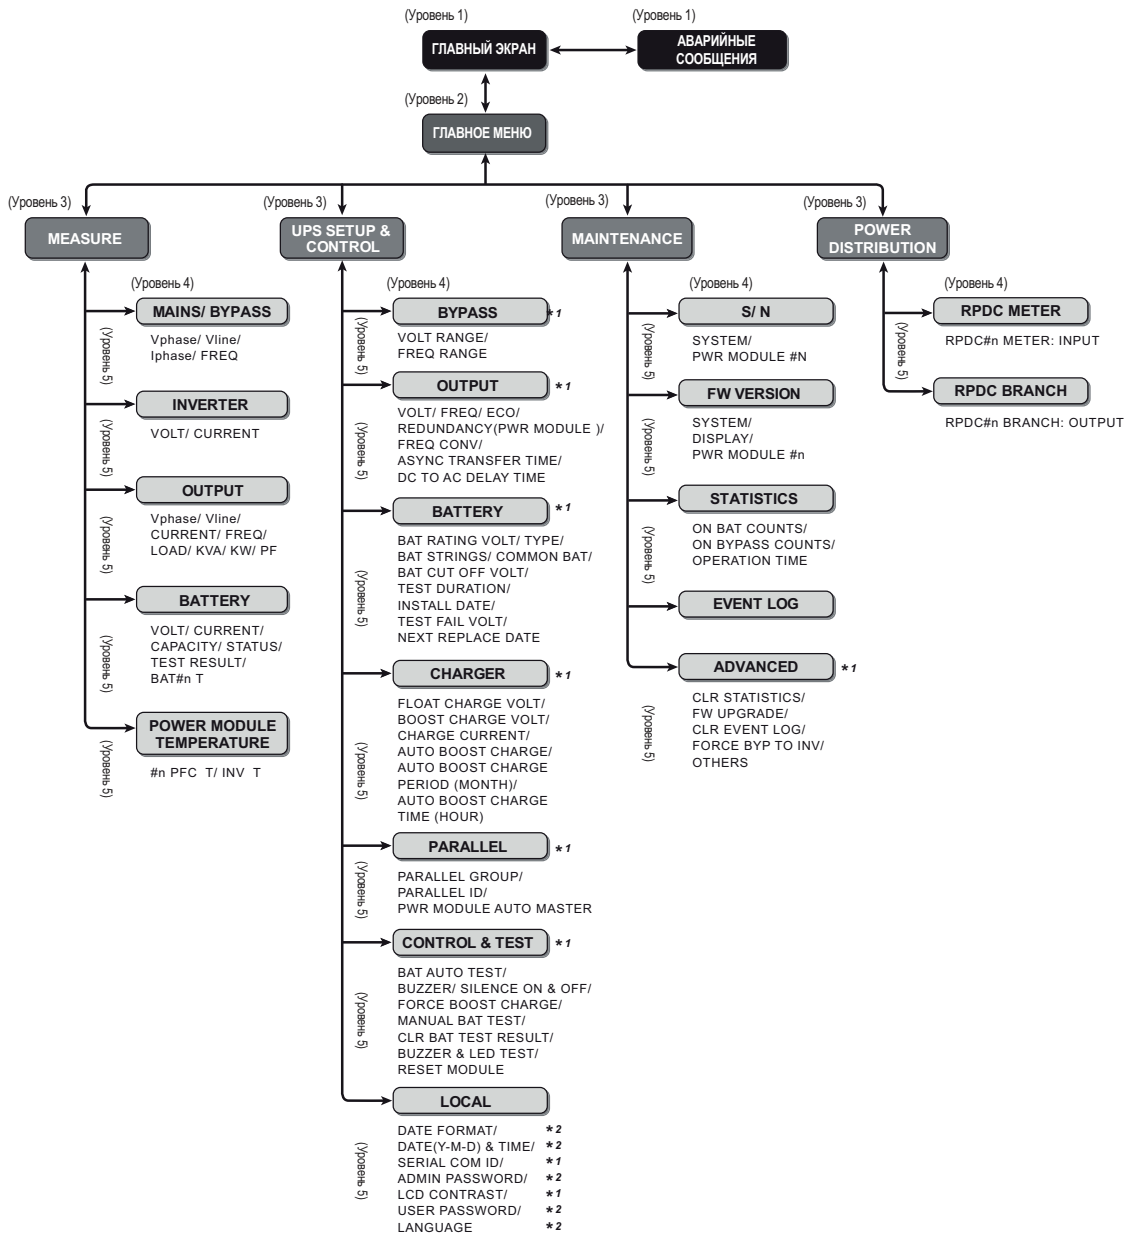 (Уровень 1)
(Уровень 1)
ГЛАВНЫЙ ЭКРАН
АВАРИЙНЫЕ
СООБЩЕНИЯ
(Уровень 2)
ГЛАВНОЕ МЕНЮ
(Уровень 3)
MEASURE
(Уровень 4)
MAINS/ BYPASS
(Уровень 5)
Vphase/ Vline/
Iphase/ FREQ
INVERTER
(Уровень 5)
VOLT/ CURRENT
OUTPUT
(Уровень 5)
Vphase/ Vline/
CURRENT/ FREQ/
LOAD/ KVA/ KW/ PF
BATTERY
(Уровень 5)
VOLT/ CURRENT/
CAPACITY/ STATUS/
TEST RESULT/
BAT#n T
POWER MODULE
TEMPERATURE
(Уровень 5)
#n PFC T/ INV T
(Уровень 3)
UPS SETUP &
CONTROL
(Уровень 4)
BYPASS *1
(Уровень 5)
VOLT RANGE/
FREQ RANGE
OUTPUT *1
(Уровень 5)
VOLT/ FREQ/ ECO/
REDUNDANCY(PWR MODULE )/
FREQ CONV/
ASYNC TRANSFER TIME/
DC TO AC DELAY TIME
BATTERY *1
(Уровень 5)
BAT RATING VOLT/ TYPE/
BAT STRINGS/ COMMON BAT/
BAT CUT OFF VOLT/
TEST DURATION/
INSTALL DATE/
TEST FAIL VOLT/
NEXT REPLACE DATE
CHARGER *1
(Уровень 5)
FLOAT CHARGE VOLT/
BOOST CHARGE VOLT/
CHARGE CURRENT/
AUTO BOOST CHARGE/
AUTO BOOST CHARGE
PERIOD (MONTH)/
AUTO BOOST CHARGE
TIME (HOUR)
PARALLEL *1
(Уровень 5)
PARALLEL GROUP/
PARALLEL ID/
PWR MODULE AUTO MASTER
CONTROL & TEST *1
(Уровень 5)
BAT AUTO TEST/
BUZZER/ SILENCE ON & OFF/
FORCE BOOST CHARGE/
MANUAL BAT TEST/
CLR BAT TEST RESULT/
BUZZER & LED TEST/
RESET MODULE
LOCAL
(Уровень 5)
DATE FORMAT/ *2
DATE(Y-M-D) & TIME/ *2
SERIAL COM ID/ *1
ADMIN PASSWORD/ *2
LCD CONTRAST/ *1
USER PASSWORD/ *2
LANGUAGE *2
(Уровень 3)
MAINTENANCE
(Уровень 4)
S/ N
(Уровень 5)
SYSTEM/
PWR MODULE #N
FW VERSION
(Уровень 5)
SYSTEM/
DISPLAY/
PWR MODULE #n
STATISTICS
(Уровень 5)
ON BAT COUNTS/
ON BYPASS COUNTS/
OPERATION TIME
EVENT LOG
ADVANCED *1
(Уровень 5)
CLR STATISTICS/
FW UPGRADE/
CLR EVENT LOG/
FORCE BYP TO INV/
OTHERS
(Уровень 3)
POWER
DISTRIBUTION
(Уровень 4)
RPDC METER
(Уровень 5)
RPDC#n METER: INPUT
RPDC BRANCH
RPDC#n BRANCH: OUTPUT